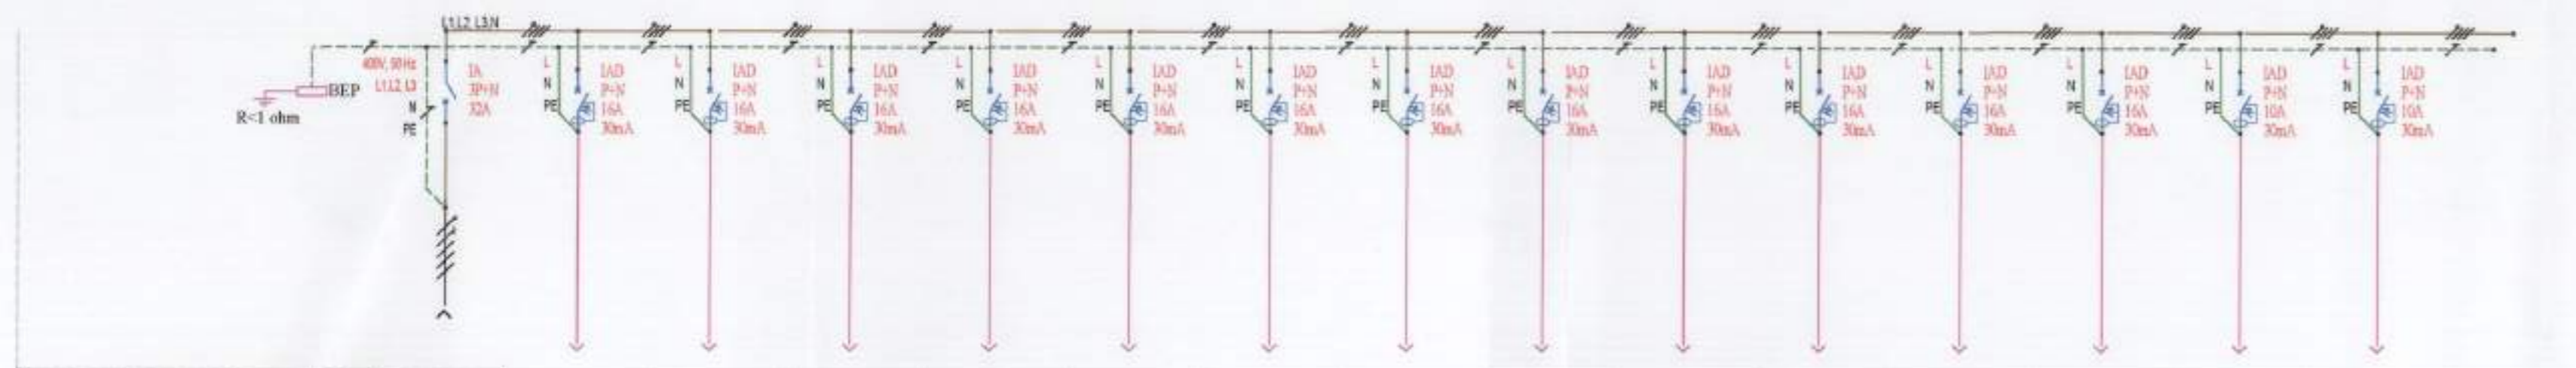 L1.L2 L3.N
400V, 50 Hz
L1.L2 L3
N
PE
BEP
R<1 ohm
IA
3P+N
32A
L
N
PE
IAD
P+N
16A
30mA
L
N
PE
IAD
P+N
16A
30mA
L
N
PE
IAD
P+N
16A
30mA
L
N
PE
IAD
P+N
16A
30mA
L
N
PE
IAD
P+N
16A
30mA
L
N
PE
IAD
P+N
16A
30mA
L
N
PE
IAD
P+N
16A
30mA
L
N
PE
IAD
P+N
16A
30mA
L
N
PE
IAD
P+N
16A
30mA
L
N
PE
IAD
P+N
16A
30mA
L
N
PE
IAD
P+N
16A
30mA
L
N
PE
IAD
P+N
16A
30mA
L
N
PE
IAD
P+N
10A
30mA
L
N
PE
IAD
P+N
10A
30mA